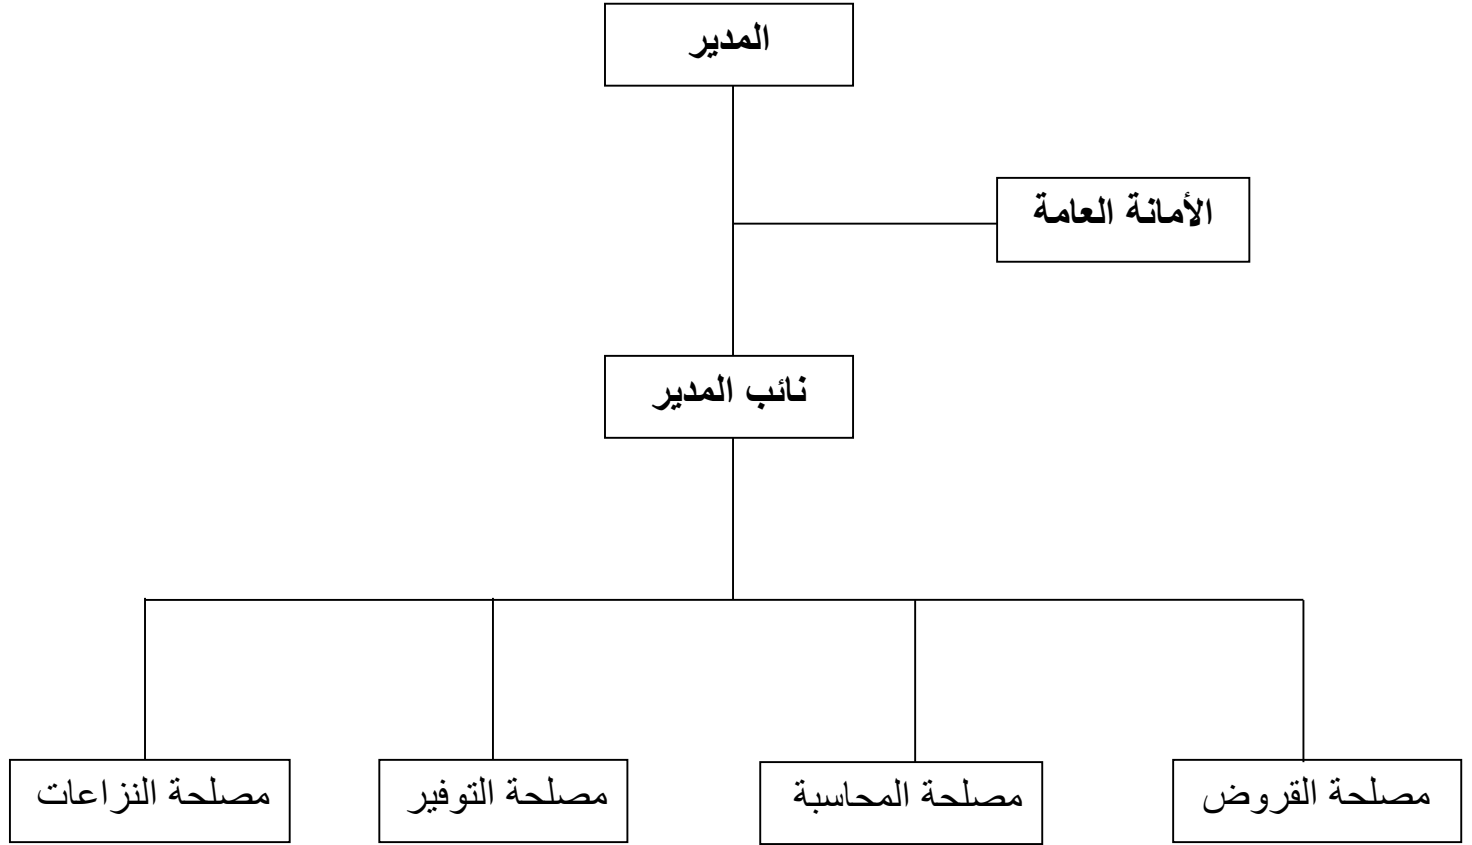 المدير
الأمانة العامة
نائب المدير
مصلحة القروض
مصلحة المحاسبة
مصلحة التوفير
مصلحة النزاعات